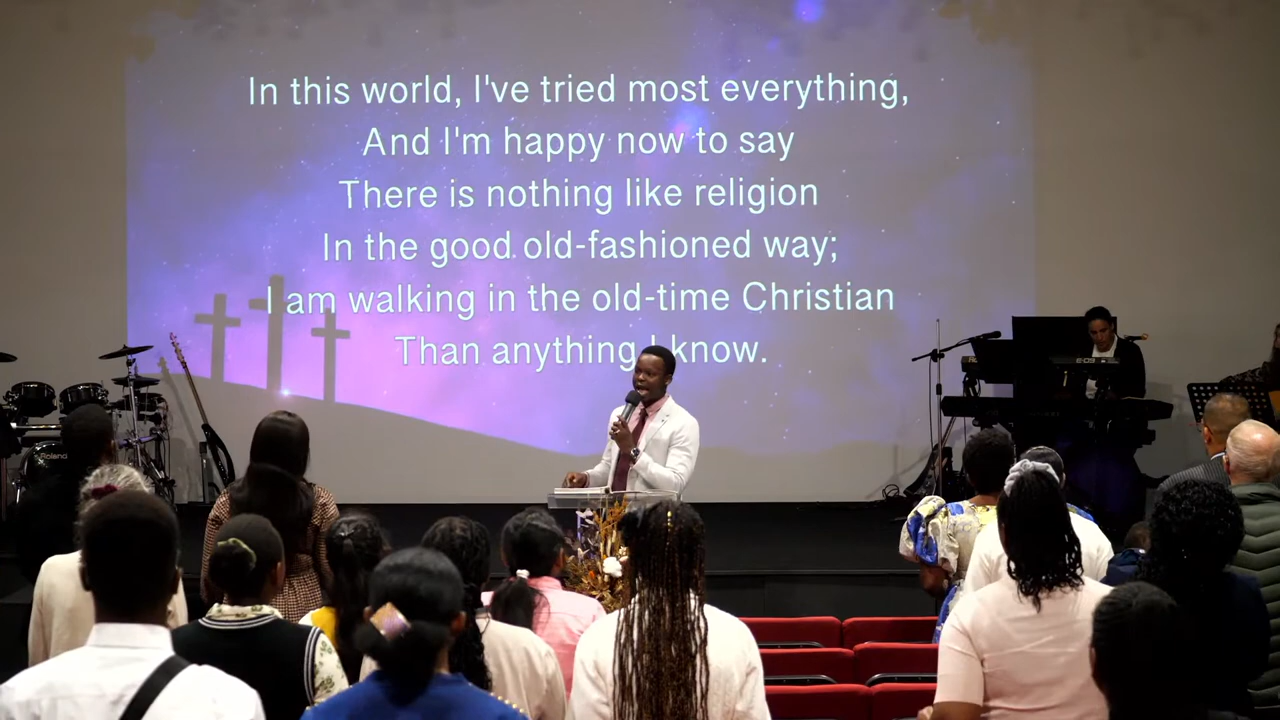 In this world, I've tried most everything,
And I'm happy now to say
There is nothing like religion
In the good old-fashioned way;
I am walking in the old-time Christian
Than anything I know.
Roland